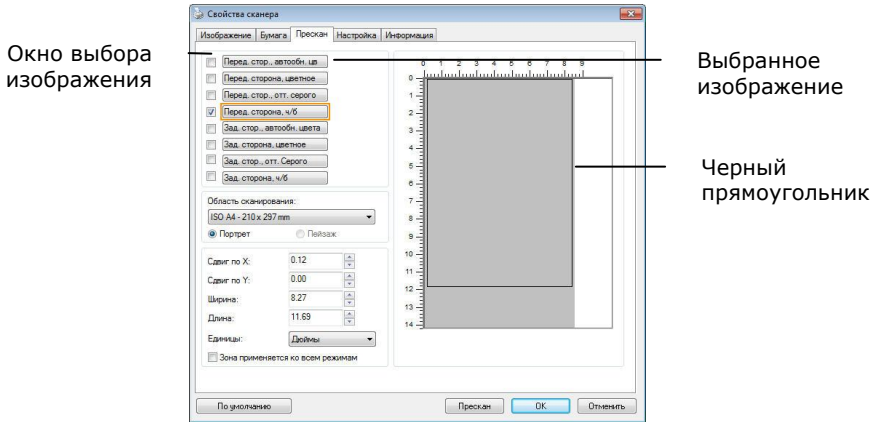 Свойства сканера
Изображение Бумага Прескан Настройка Информация
Окно выбора
изображения
Перед. стор., автообн. цв
Перед. сторона, цветное
Перед. стор., отт. серого
Перед. сторона, ч/б
Зад. стор., автообн. цвета
Зад. сторона, цветное
Зад. стор., отт. Серого
Зад. сторона, ч/б
Область сканирования:
ISO A4 - 210 x 297 mm
Портрет Пейзаж
Сдвиг по X: 0.12
Сдвиг по Y: 0.00
Ширина: 8.27
Длина: 11.69
Единицы: Дюймы
Зона применяется ко всем режимам
0 1 2 3 4 5 6 7 8 9
0
1
2
3
4
5
6
7
8
9
10
11
12
13
14
Выбранное
изображение
Черный
прямоугольник
По умолчанию Прескан OK Отменить